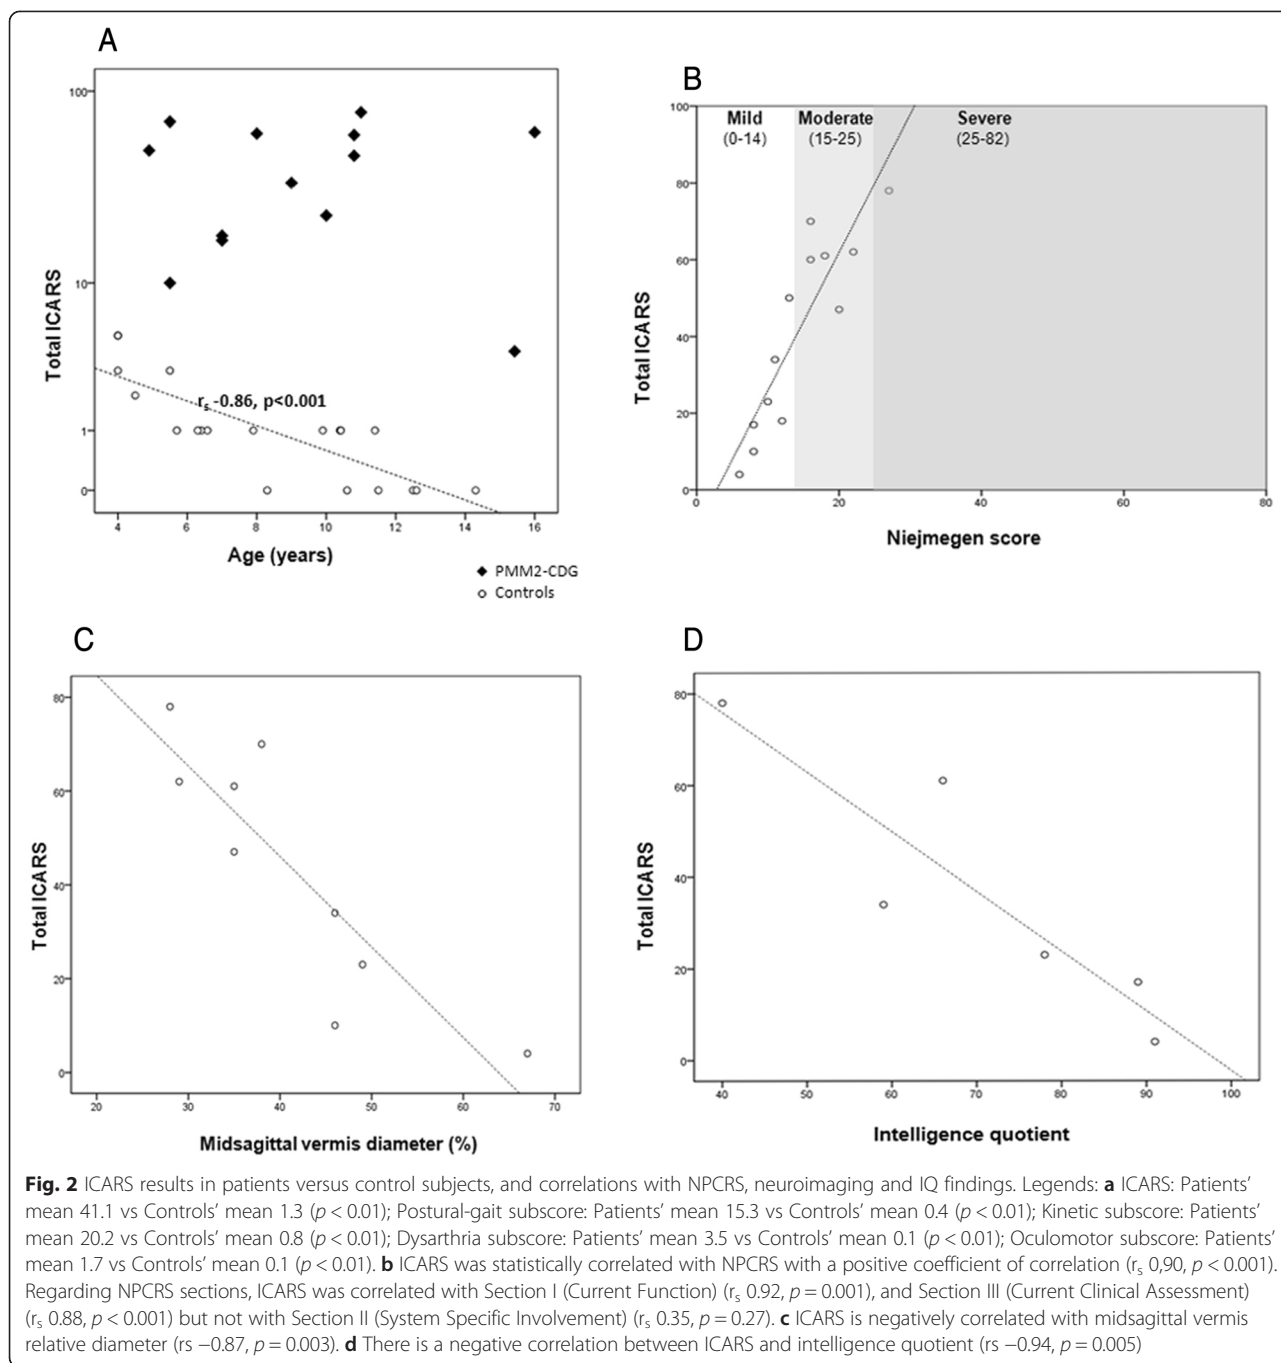 A
100
10
1
0
Total ICARS
rs -0.86, p<0.001
4 6 8 10 12 14 16
Age (years)
PMM2-CDG
Controls
B
Mild Moderate Severe
(0-14) (15-25) (25-82)
100
80
60
40
20
0
Total ICARS
0 20 40 60 80
Niejmegen score
C
80
60
40
20
0
Total ICARS
20 30 40 50 60 70
Midsagittal vermis diameter (%)
D
80
60
40
20
0
Total ICARS
40 50 60 70 80 90 100
Intelligence quotient
Fig. 2 ICARS results in patients versus control subjects, and correlations with NPCRS, neuroimaging and IQ findings. Legends: a ICARS: Patients'
mean 41.1 vs Controls' mean 1.3 (p < 0.01); Postural-gait subscore: Patients' mean 15.3 vs Controls' mean 0.4 (p < 0.01); Kinetic subscore: Patients'
mean 20.2 vs Controls' mean 0.8 (p < 0.01); Dysarthria subscore: Patients' mean 3.5 vs Controls' mean 0.1 (p < 0.01); Oculomotor subscore: Patients'
mean 1.7 vs Controls' mean 0.1 (p < 0.01). b ICARS was statistically correlated with NPCRS with a positive coefficient of correlation (rs 0,90, p < 0.001).
Regarding NPCRS sections, ICARS was correlated with Section I (Current Function) (rs 0.92, p = 0.001), and Section III (Current Clinical Assessment)
(rs 0.88, p < 0.001) but not with Section II (System Specific Involvement) (rs 0.35, p = 0.27). c ICARS is negatively correlated with midsagittal vermis
relative diameter (rs −0.87, p = 0.003). d There is a negative correlation between ICARS and intelligence quotient (rs −0.94, p = 0.005)